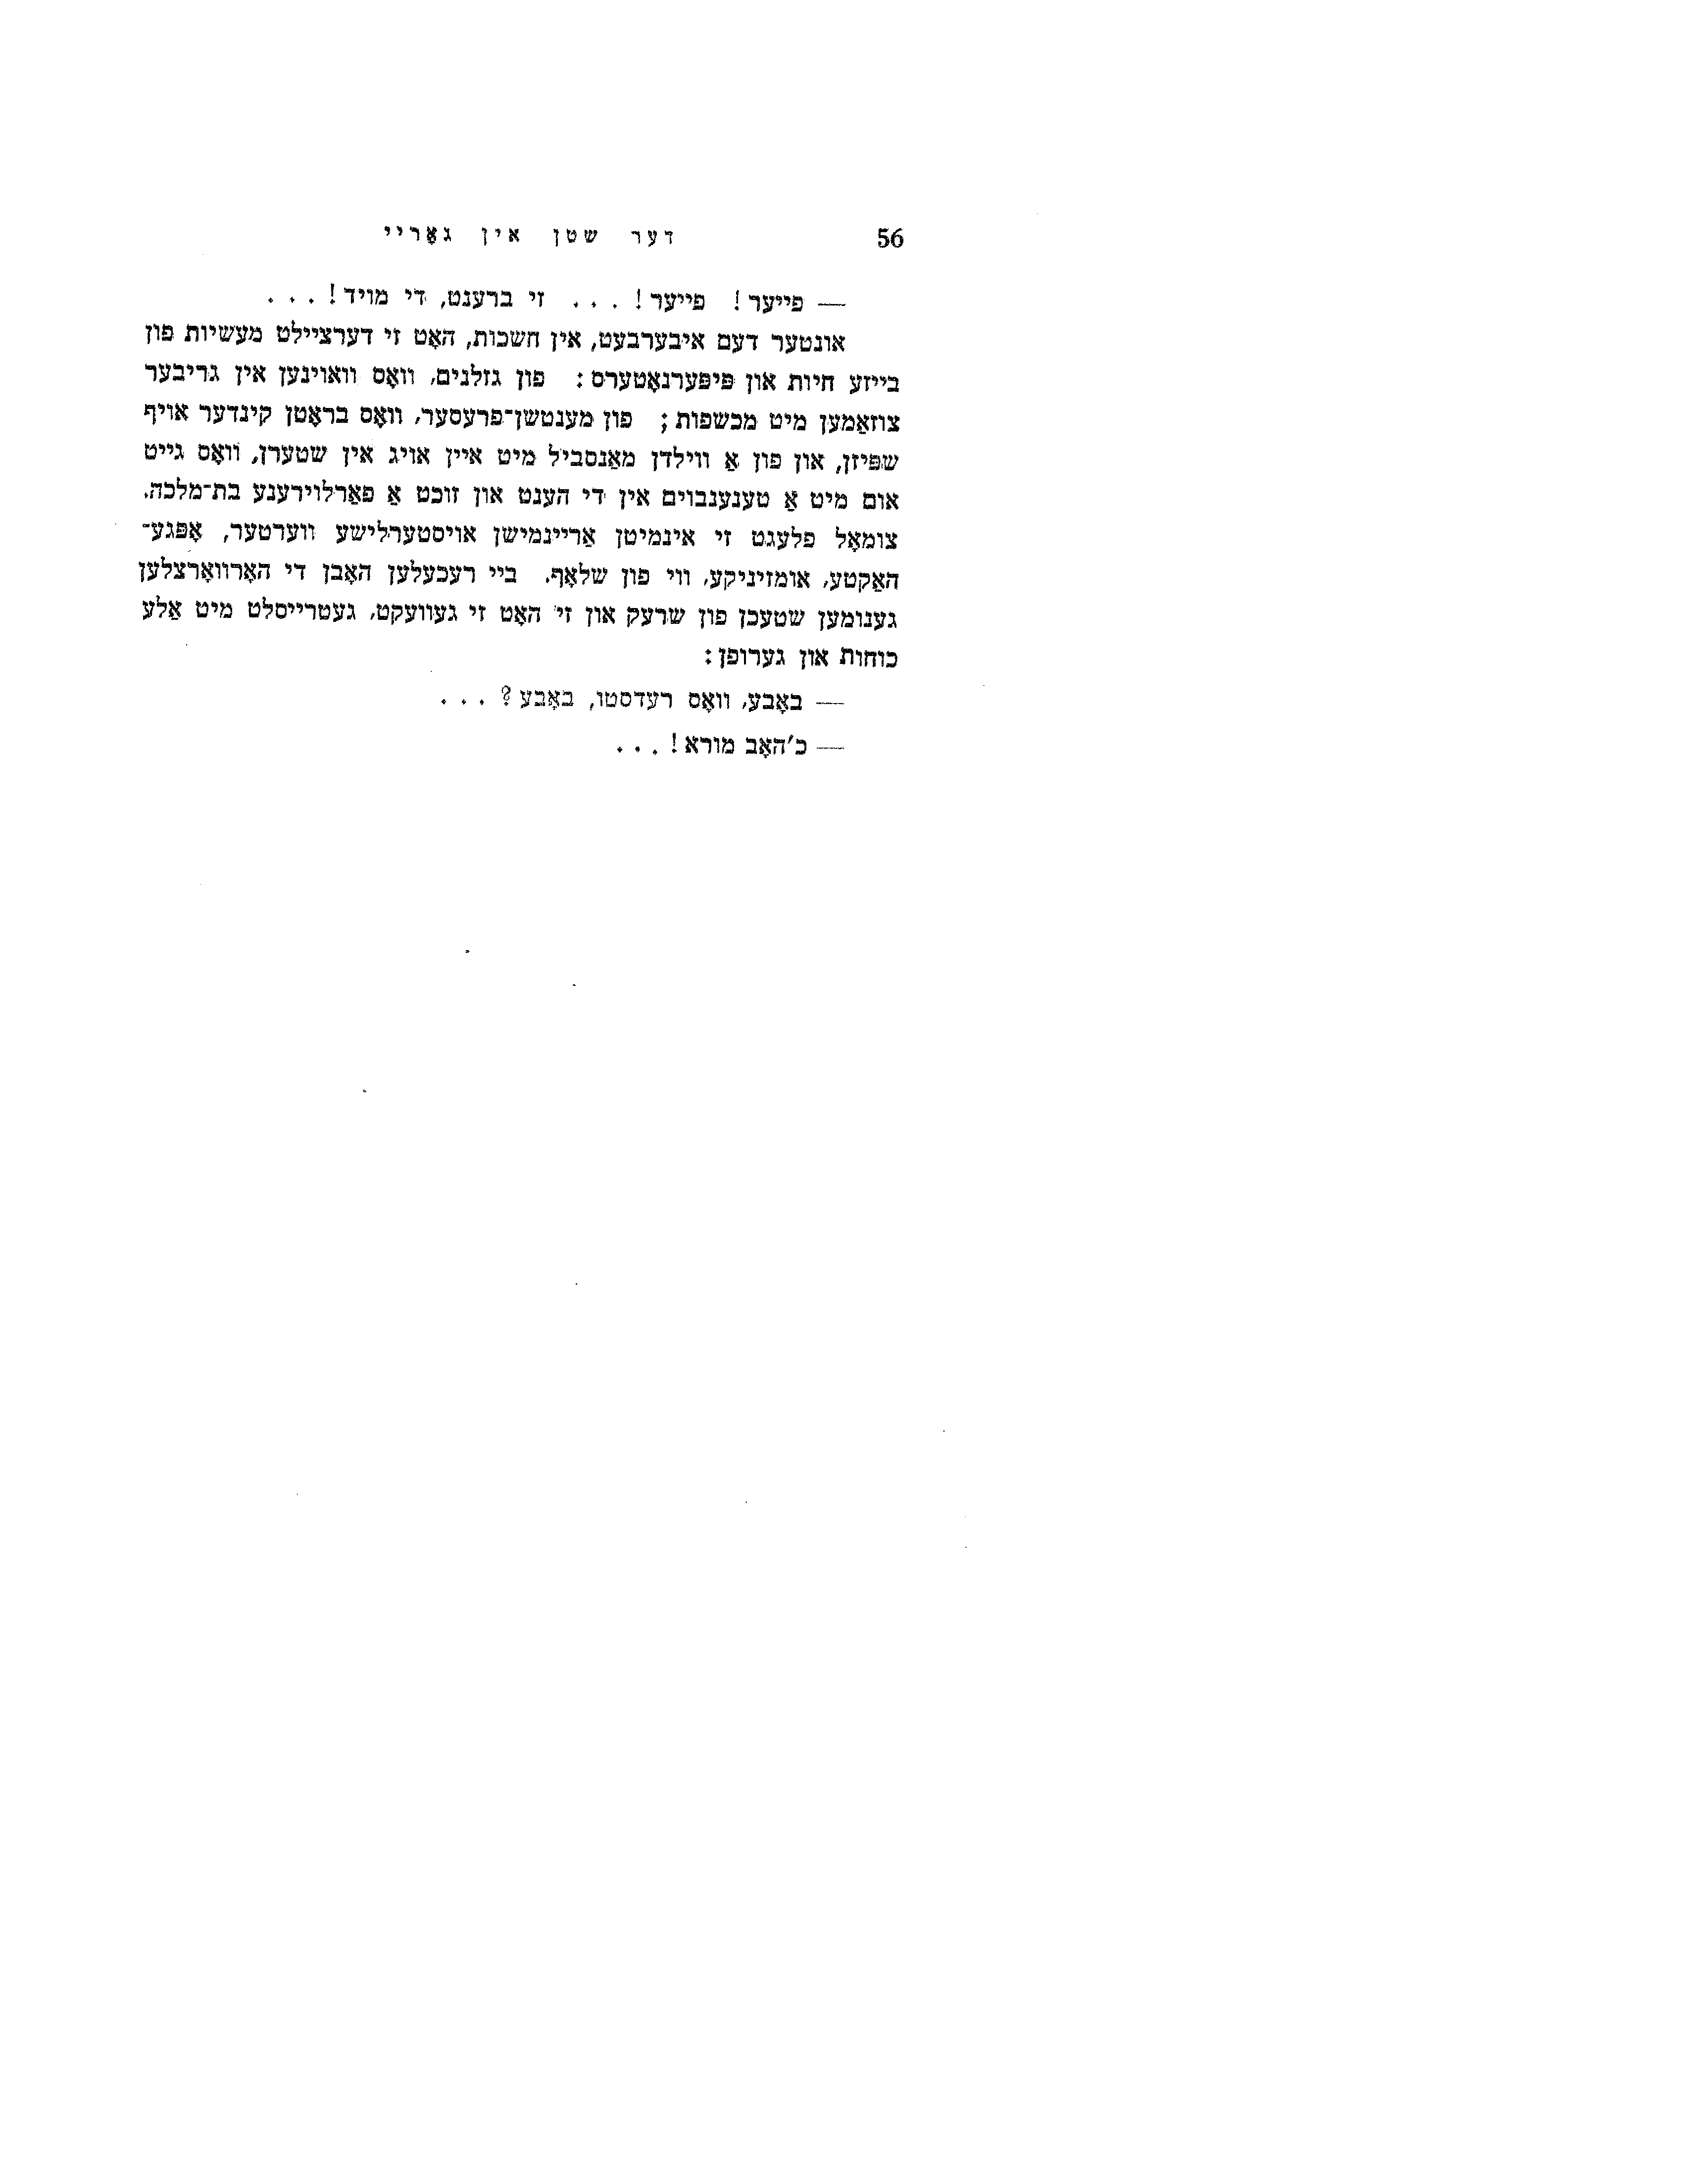 56 דער שטן אין גאָריי
— פייער! פייער! ... זי ברענט, די מויד! ...
אונטער דעם איבערבעט, אין חשכות, האָט זי דערציילט מעשיות פון
בייזע חיות און פּיפּערנאָטערס: פון גזלנים, וואָס וואוינען אין גריבער
צוזאַמען מיט מכשפות; פון מענטשן־פרעסער, וואָס בראָטן קינדער אויף
שפּיזן, און פון אַ ווילדן מאַנסביל מיט איין אויג אין שטערן, וואָס גייט
אום מיט אַ טענענבוים אין די הענט און זוכט אַ פאַרלוירענע בת־מלכה.
צומאָל פלעגט זי אינמיטן אַריינמישן אויסטערלישע ווערטער, אָפּגע־
האַקטע, אומזיניקע, ווי פון שלאָף. ביי רעכעלען האָבן די האָרוואָרצלען
גענומען שטעכן פון שרעק און זי האָט זי געוועקט, געטרייסלט מיט אַלע
כוחות און גערופן:
— באָבע, וואָס רעדסטו, באָבע? ...
— כ'האָב מורא! ...